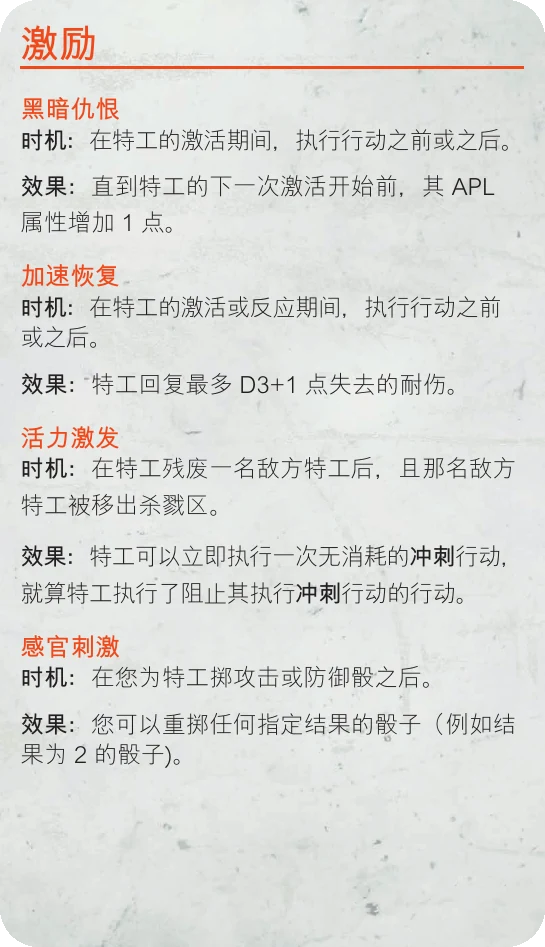 激励
黑暗仇恨
时机：在特工的激活期间，执行行动之前或之后。
效果：直到特工的下一次激活开始前，其 APL
属性增加 1 点。
加速恢复
时机：在特工的激活或反应期间，执行行动之前
或之后。
效果：特工回复最多 D3+1 点失去的耐伤。
活力激发
时机：在特工残废一名敌方特工后，且那名敌方
特工被移出杀戮区。
效果：特工可以立即执行一次无消耗的冲刺行动，
就算特工执行了阻止其执行冲刺行动的行动。
感官刺激
时机：在您为特工掷攻击或防御骰之后。
效果：您可以重掷任何指定结果的骰子（例如结
果为 2 的骰子)。